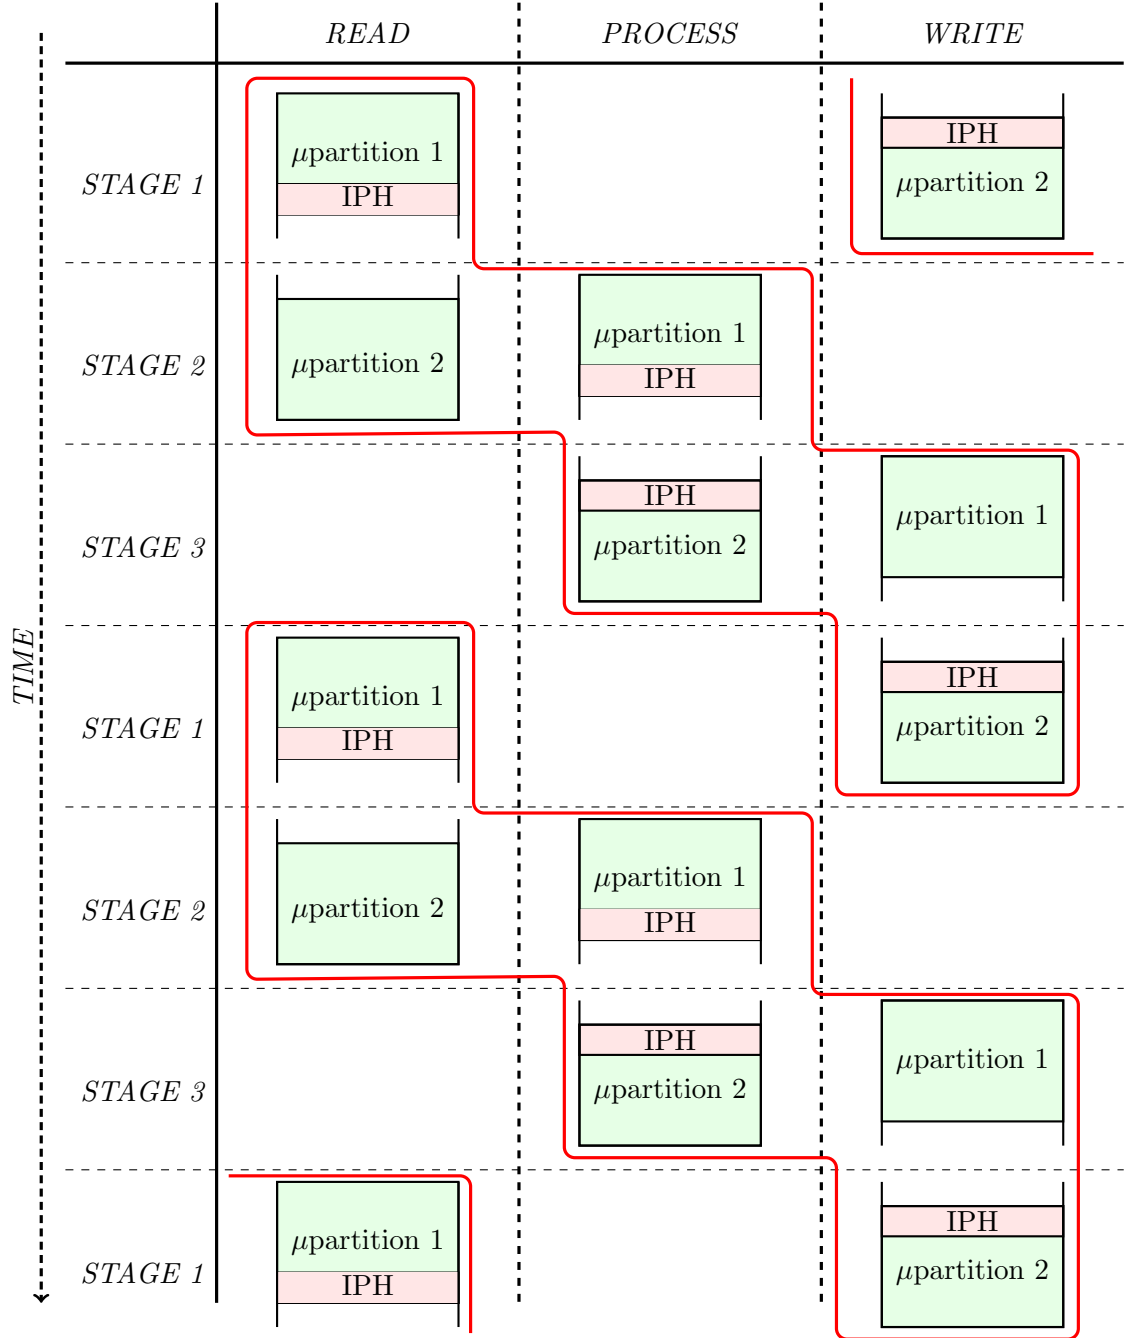 READ PROCESS WRITE
IPH
μpartition 1
STAGE 1 μpartition 2
IPH
μpartition 1
STAGE 2 μpartition 2
IPH
IPH
μpartition 1
STAGE 3 μpartition 2
TIME
IPH
μpartition 1
STAGE 1 μpartition 2
IPH
μpartition 1
STAGE 2 μpartition 2
IPH
IPH
μpartition 1
STAGE 3 μpartition 2
IPH
μpartition 1
STAGE 1 μpartition 2
IPH